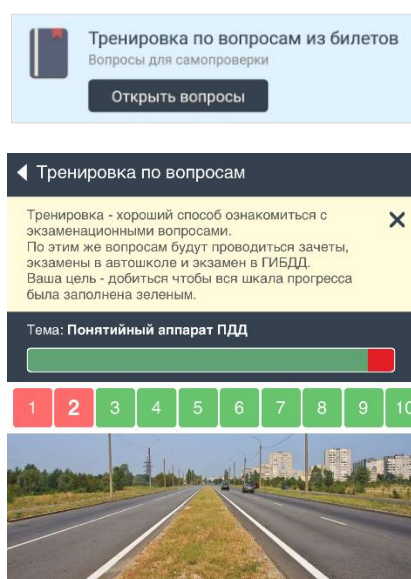 Тренировка по вопросам из билетов
Вопросы для самопроверки
Открыть вопросы
Тренировка по вопросам
Тренировка - хороший способ ознакомиться с
экзаменационными вопросами.
По этим же вопросам будут проводиться зачеты,
экзамены в автошколе и экзамен в ГИБДД.
Ваша цель - добиться чтобы вся шкала прогресса
была заполнена зеленым.
Тема: Понятийный аппарат ПДД
1 2 3 4 5 6 7 8 9 10